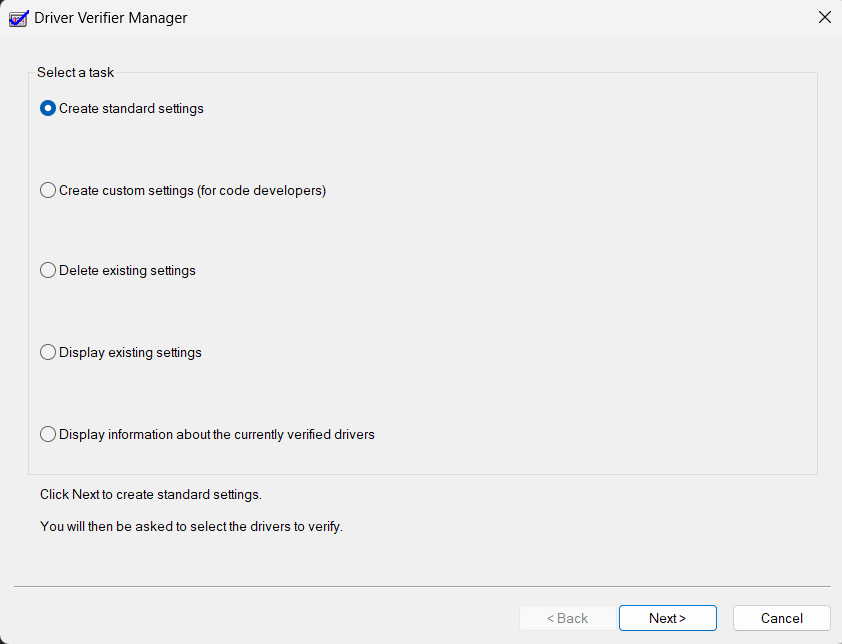 Driver Verifier Manager
Select a task
Create standard settings
Create custom settings (for code developers)
Delete existing settings
Display existing settings
Display information about the currently verified drivers
Click Next to create standard settings.
You will then be asked to select the drivers to verify.
< Back
Next >
Cancel